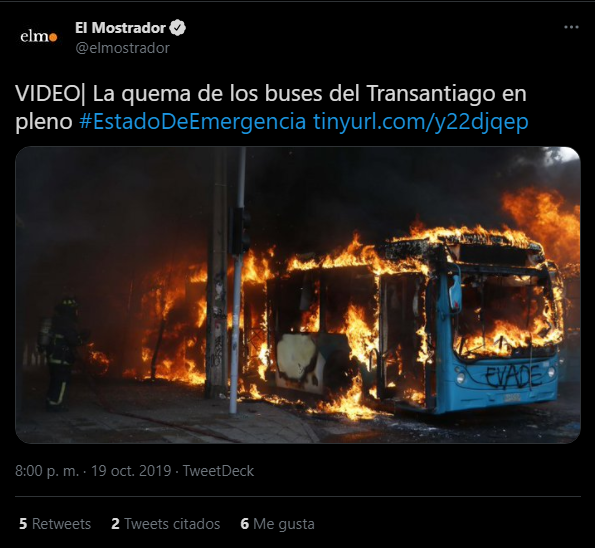 elmo
El Mostrador
@elmostrador
VIDEO| La quema de los buses del Transantiago en
pleno #EstadoDeEmergencia tinyurl.com/y22djqep
EVADE
8:00 p. m. · 19 oct. 2019 · TweetDeck
5 Retweets 2 Tweets citados 6 Me gusta